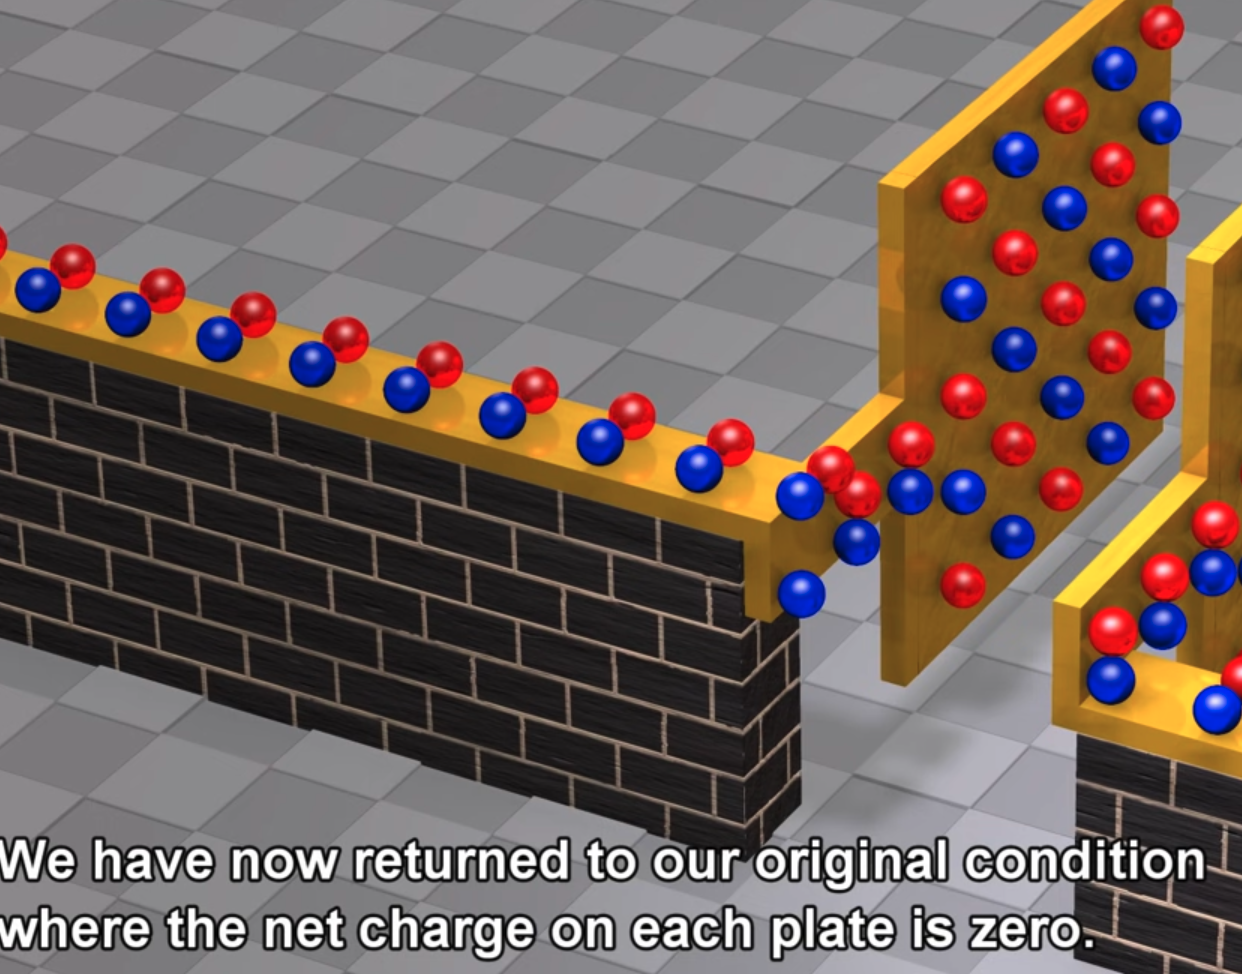 We have now returned to our original condition
where the net charge on each plate is zero.